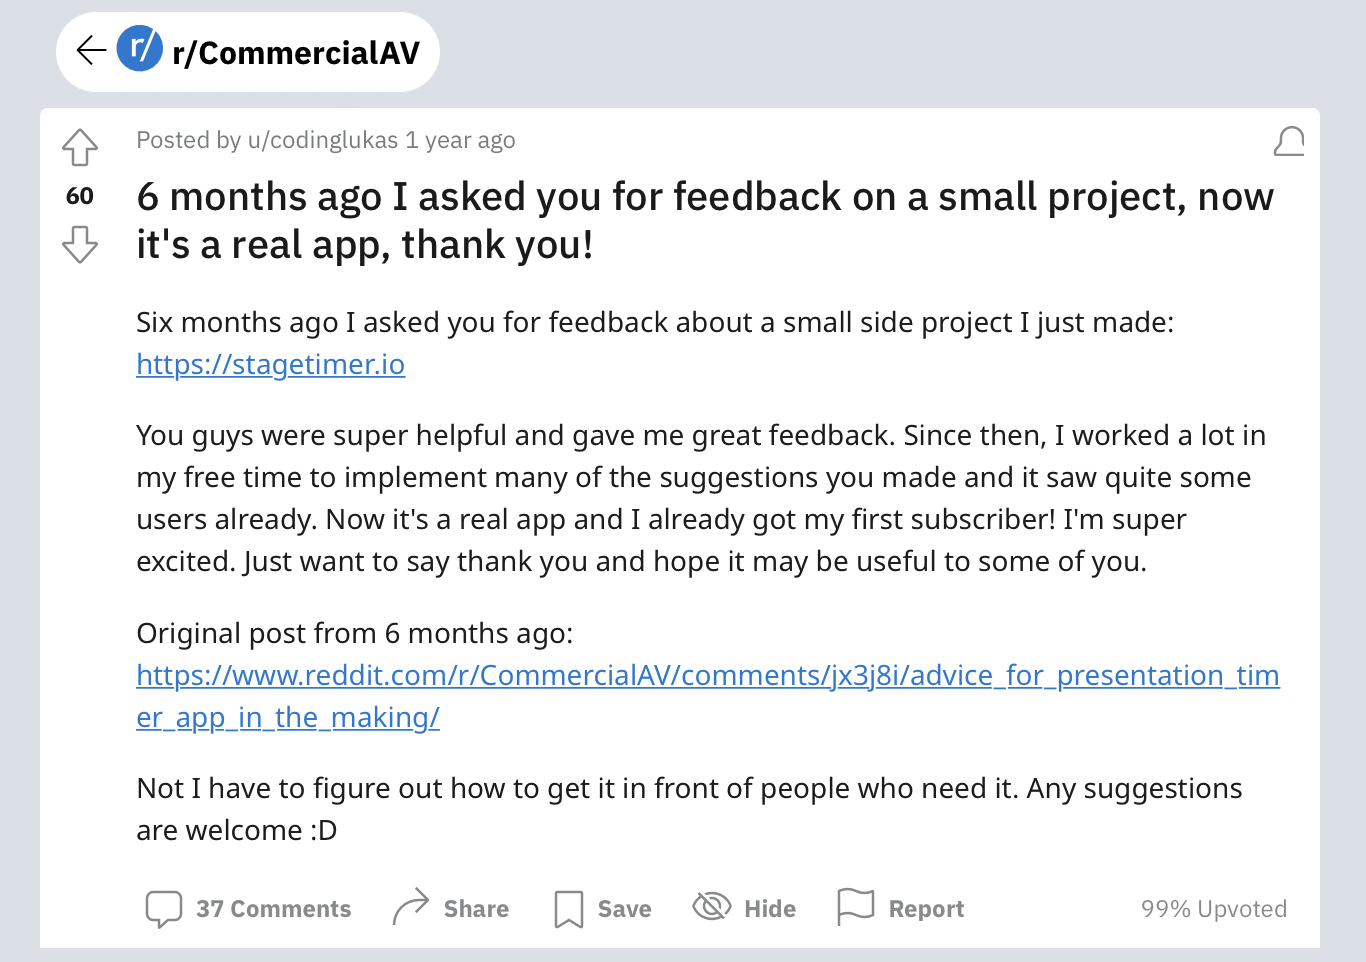 r/ r/CommercialAV
Posted by u/codinglukas 1 year ago
60
6 months ago I asked you for feedback on a small project, now
it's a real app, thank you!
Six months ago I asked you for feedback about a small side project I just made:
https://stagetimer.io
You guys were super helpful and gave me great feedback. Since then, I worked a lot in
my free time to implement many of the suggestions you made and it saw quite some
users already. Now it's a real app and I already got my first subscriber! I'm super
excited. Just want to say thank you and hope it may be useful to some of you.
Original post from 6 months ago:
https://www.reddit.com/r/CommercialAV/comments/jx3j8i/advice_for_presentation_tim
er_app_in_the_making/
Not I have to figure out how to get it in front of people who need it. Any suggestions
are welcome :D
37 Comments Share Save Hide Report 99% Upvoted